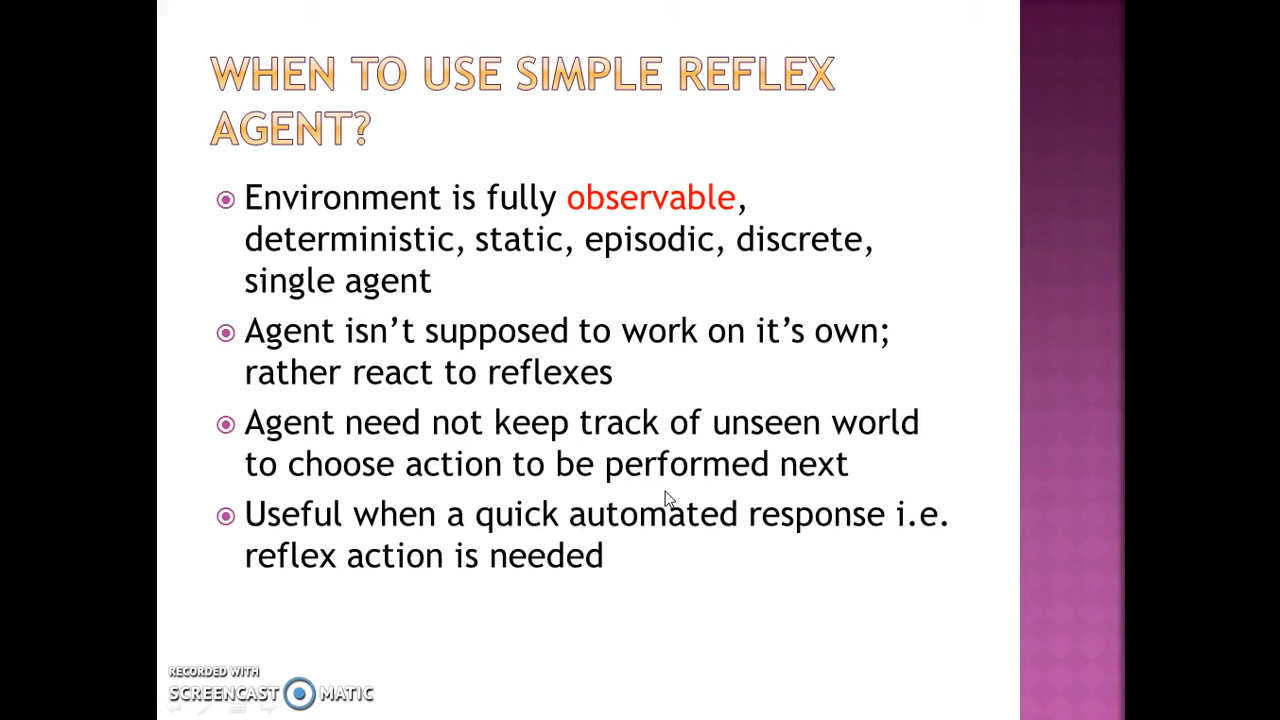 WHEN TO USE SIMPLE REFLEX
AGENT?
Environment is fully observable,
deterministic, static, episodic, discrete,
single agent
Agent isn’t supposed to work on it’s own;
rather react to reflexes
Agent need not keep track of unseen world
to choose action to be performed next
Useful when a quick automated response i.e.
reflex action is needed
RECORDED WITH
SCREENCAST MATIC